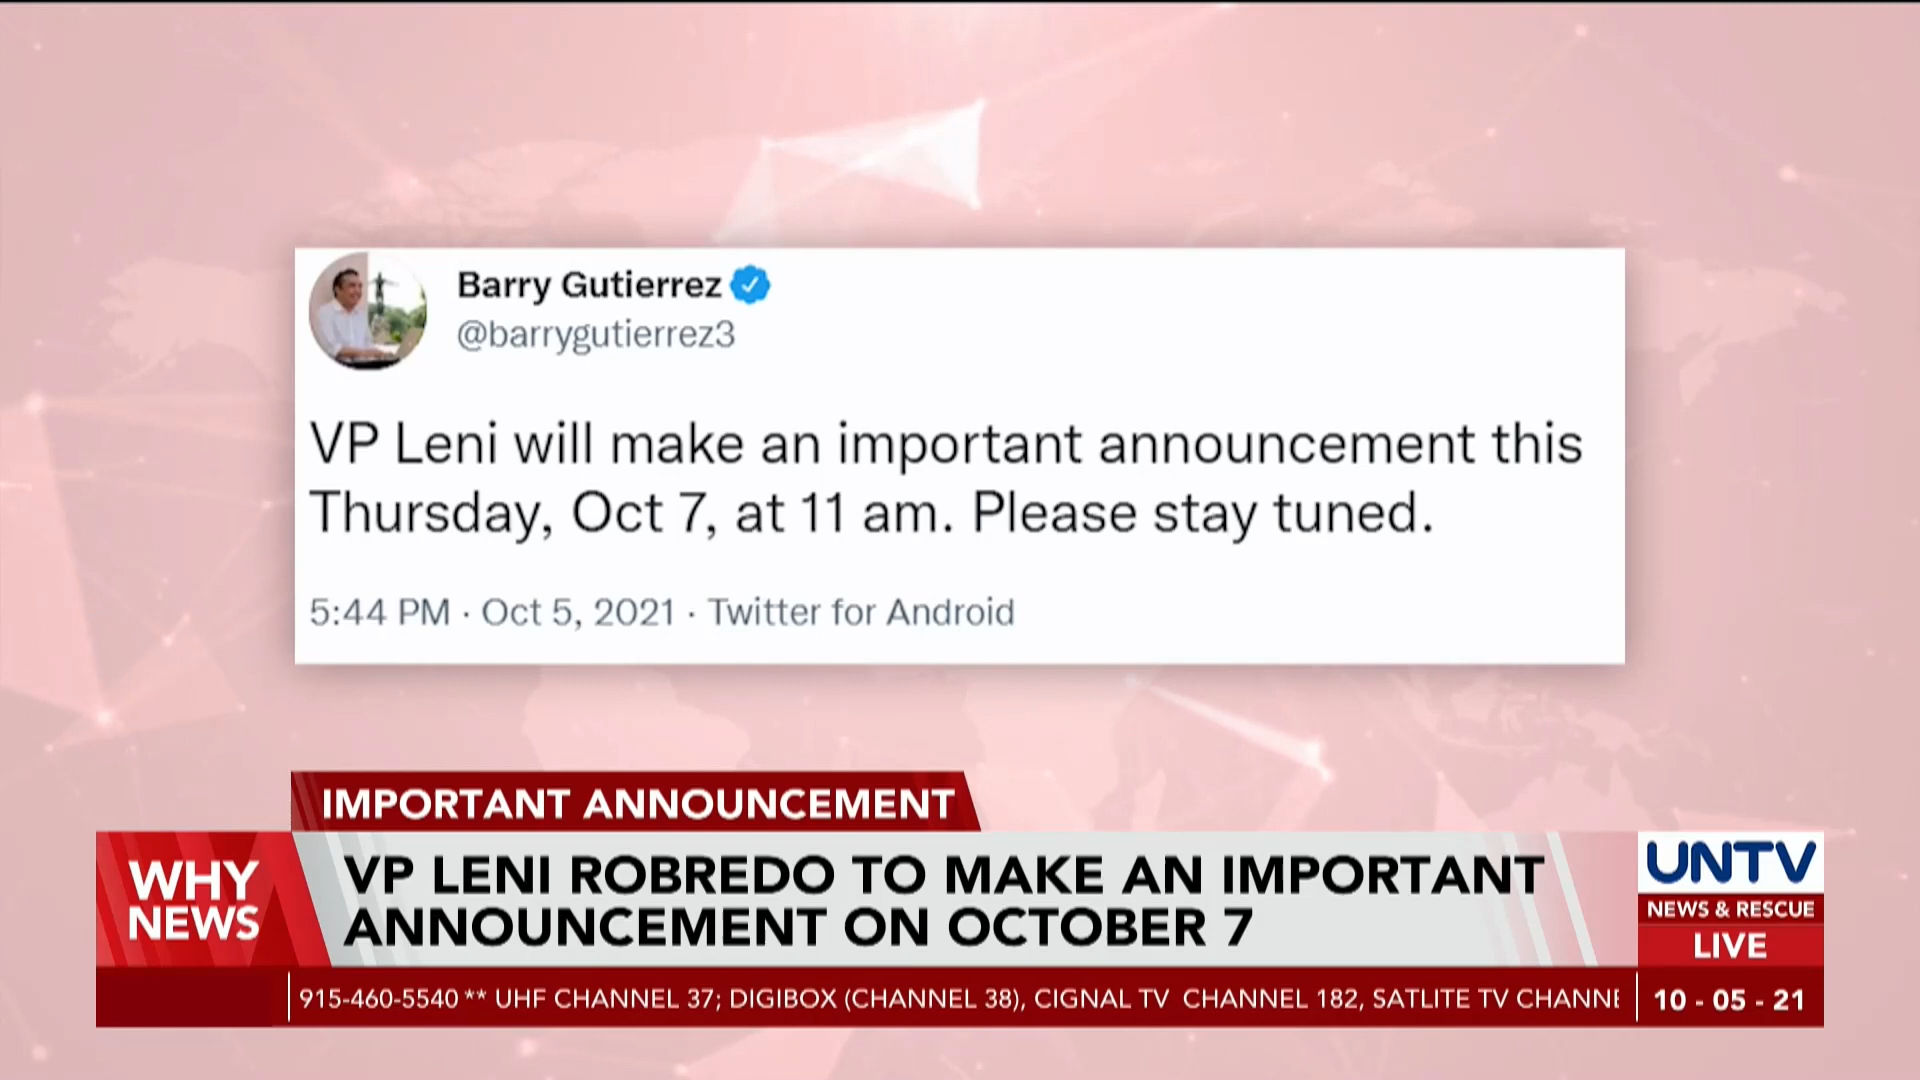 Barry Gutierrez
@barrygutierrez3
VP Leni will make an important announcement this
Thursday, Oct 7, at 11 am. Please stay tuned.
5:44 PM · Oct 5, 2021 · Twitter for Android
IMPORTANT ANNOUNCEMENT
WHY
NEWS
VP LENI ROBREDO TO MAKE AN IMPORTANT
ANNOUNCEMENT ON OCTOBER 7
UNTV
NEWS & RESCUE
LIVE
915-460-5540 ** UHF CHANNEL 37; DIGIBOX (CHANNEL 38), CIGNAL TV CHANNEL 182, SATLITE TV CHANNE
10 - 05 - 21